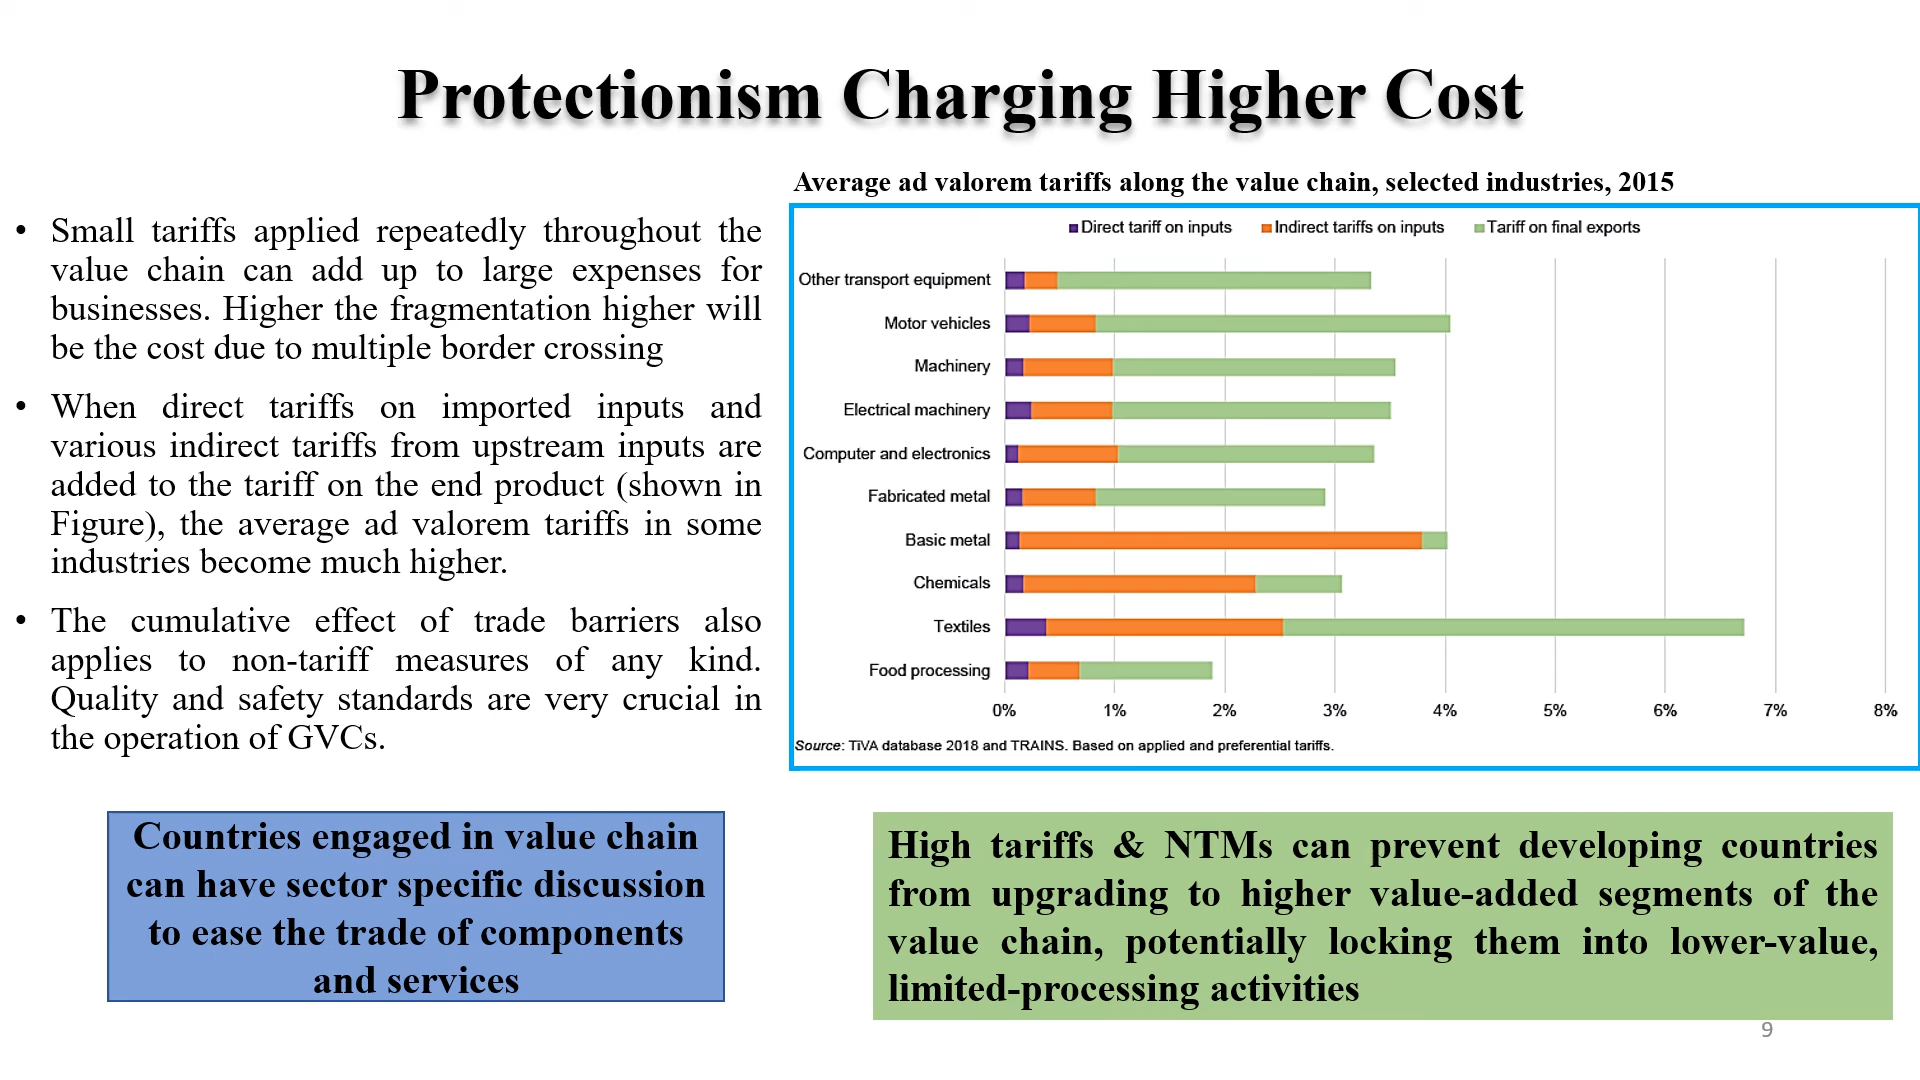 Protectionism Charging Higher Cost
• Small tariffs applied repeatedly throughout the
value chain can add up to large expenses for
businesses. Higher the fragmentation higher will
be the cost due to multiple border crossing
• When direct tariffs on imported inputs and
various indirect tariffs from upstream inputs are
added to the tariff on the end product (shown in
Figure), the average ad valorem tariffs in some
industries become much higher.
• The cumulative effect of trade barriers also
applies to non-tariff measures of any kind.
Quality and safety standards are very crucial in
the operation of GVCs.
Average ad valorem tariffs along the value chain, selected industries, 2015
Direct tariff on inputs Indirect tariffs on inputs Tariff on final exports
Other transport equipment
Motor vehicles
Machinery
Electrical machinery
Computer and electronics
Fabricated metal
Basic metal
Chemicals
Textiles
Food processing
0% 1% 2% 3% 4% 5% 6% 7% 8%
Source: TiVA database 2018 and TRAINS. Based on applied and preferential tariffs.
Countries engaged in value chain
can have sector specific discussion
to ease the trade of components
and services
High tariffs & NTMs can prevent developing countries
from upgrading to higher value-added segments of the
value chain, potentially locking them into lower-value,
limited-processing activities
9